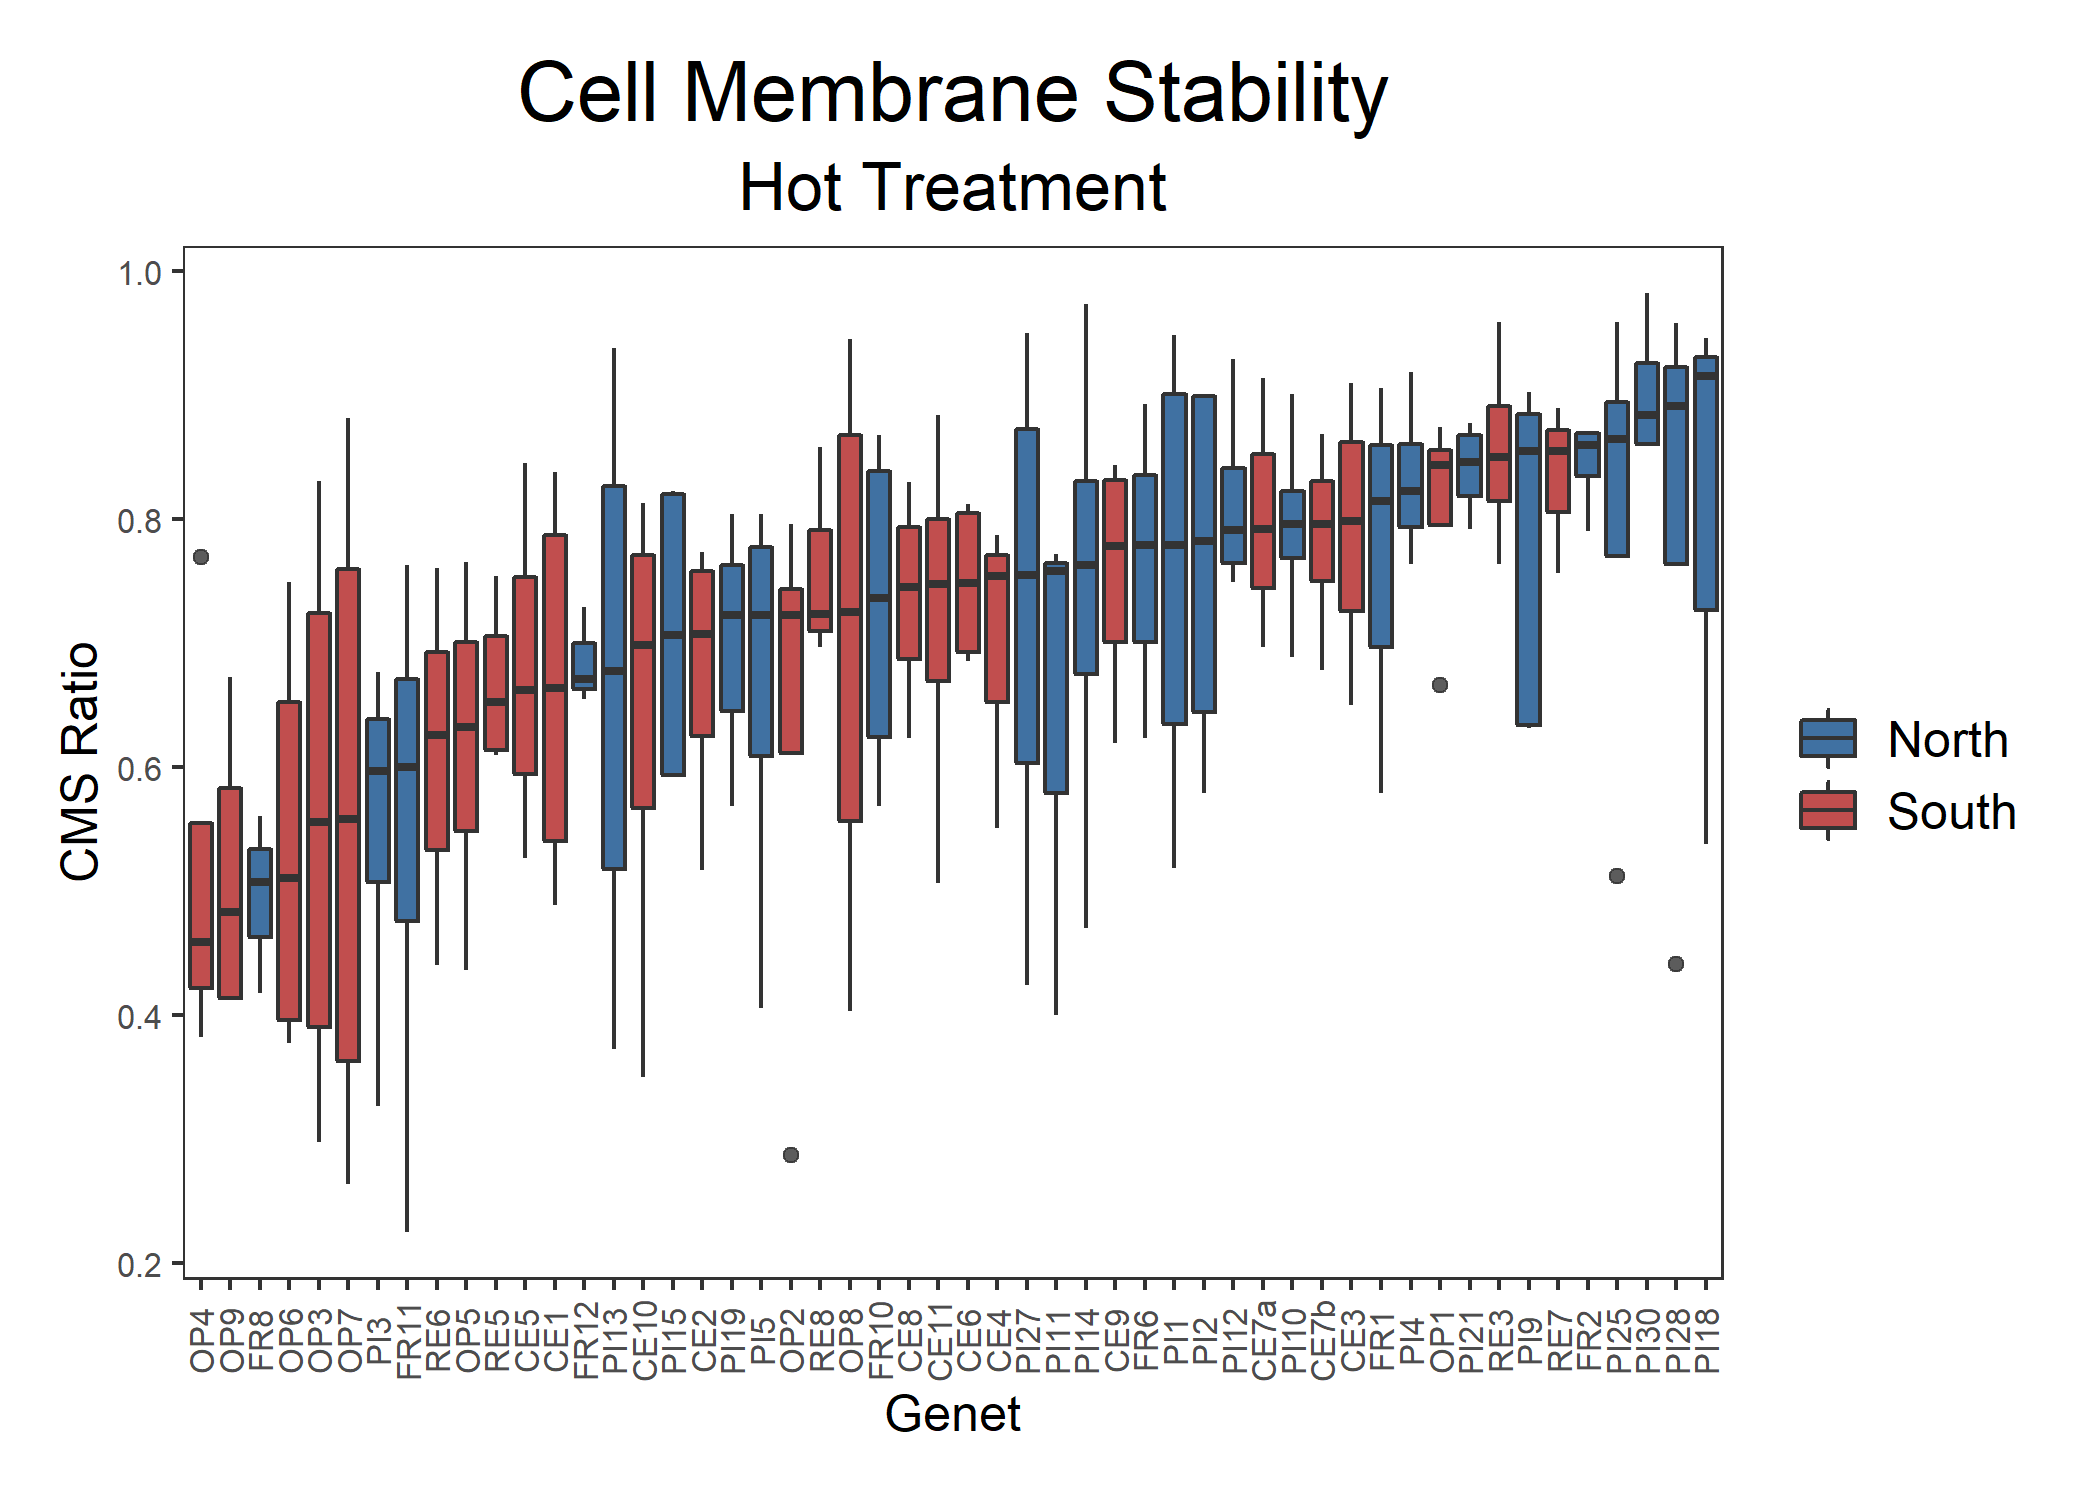 Cell Membrane Stability
Hot Treatment
1.0
0.8
0.6
0.4
0.2
CMS Ratio
OP4
OP9
FR8
OP6
OP3
OP7
PI3
FR11
RE6
OP5
RE5
CE5
CE1
FR12
PI13
CE10
PI15
CE2
PI19
PI5
OP2
RE8
OP8
FR10
CE8
CE11
CE6
CE4
PI27
PI11
PI14
CE9
FR6
PI1
PI2
PI12
CE7a
PI10
CE7b
CE3
FR1
PI4
OP1
PI21
RE3
PI9
RE7
FR2
PI25
PI30
PI28
PI18
Genet
North
South